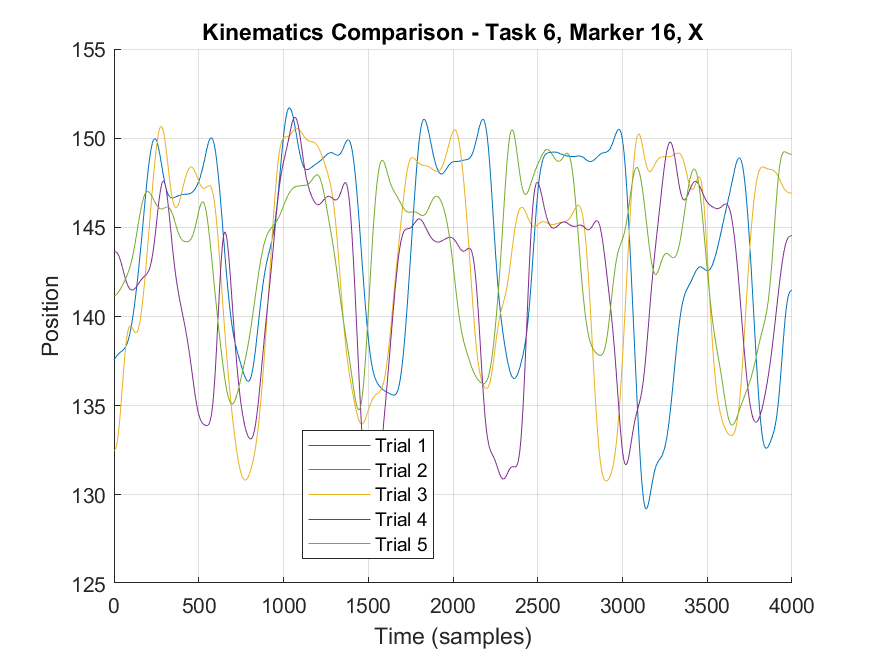 Kinematics Comparison - Task 6, Marker 16, X
155
150
145
140
135
130
125
Position
Trial 1
Trial 2
Trial 3
Trial 4
Trial 5
0 500 1000 1500 2000 2500 3000 3500 4000
Time (samples)